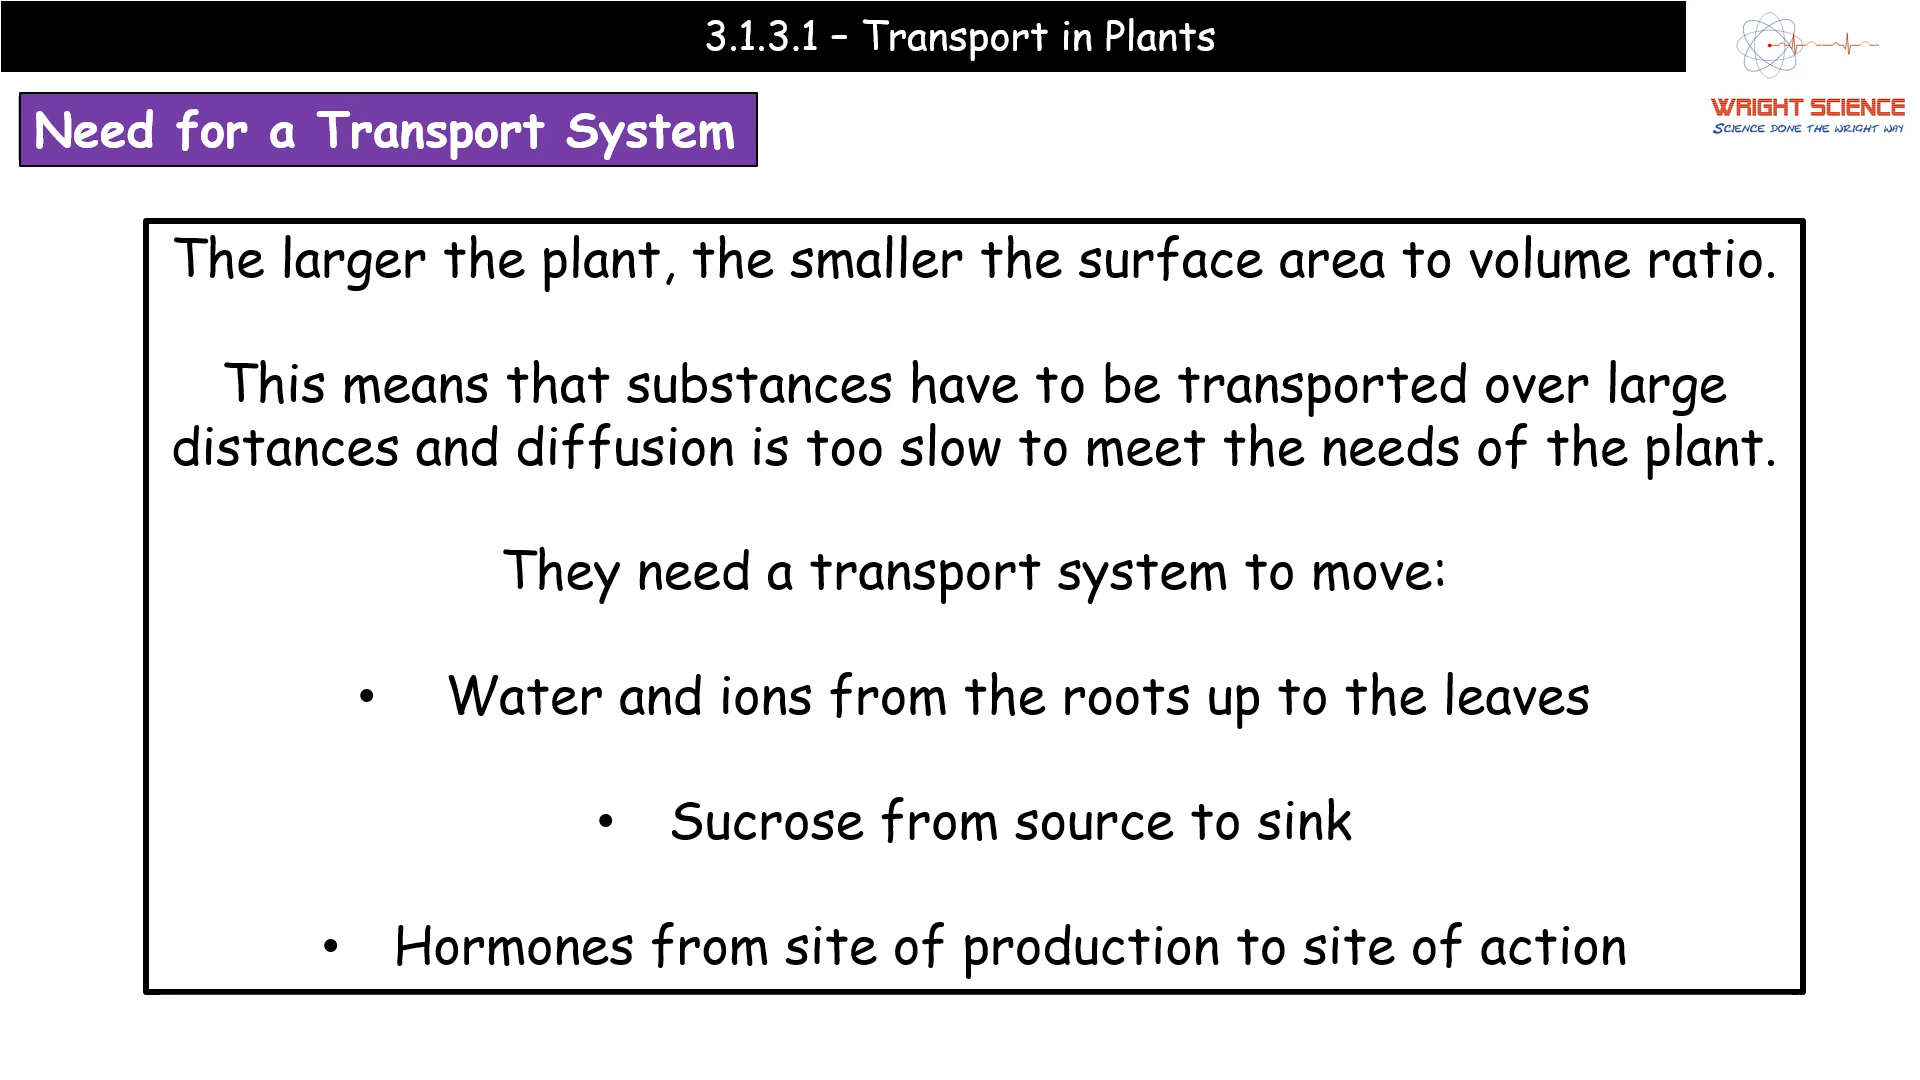 3.1.3.1 – Transport in Plants
WRIGHT SCIENCE
SCIENCE DONE THE WRIGHT WAY
Need for a Transport System
The larger the plant, the smaller the surface area to volume ratio.
This means that substances have to be transported over large
distances and diffusion is too slow to meet the needs of the plant.
They need a transport system to move:
• Water and ions from the roots up to the leaves
• Sucrose from source to sink
• Hormones from site of production to site of action